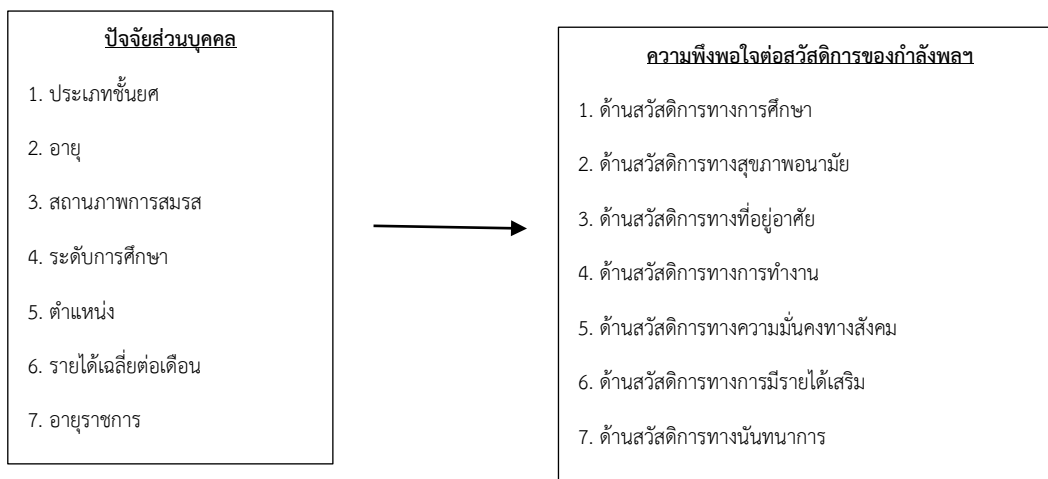 ปัจจัยส่วนบุคคล
1. ประเภทชั้นยศ
2. อายุ
3. สถานภาพการสมรส
4. ระดับการศึกษา
5. ตำแหน่ง
6. รายได้เฉลี่ยต่อเดือน
7. อายุราชการ
ความพึงพอใจต่อสวัสดิการของกำลังพลฯ
1. ด้านสวัสดิการทางการศึกษา
2. ด้านสวัสดิการทางสุขภาพอนามัย
3. ด้านสวัสดิการทางที่อยู่อาศัย
4. ด้านสวัสดิการทางการทำงาน
5. ด้านสวัสดิการทางความมั่นคงทางสังคม
6. ด้านสวัสดิการทางการมีรายได้เสริม
7. ด้านสวัสดิการทางนันทนาการ